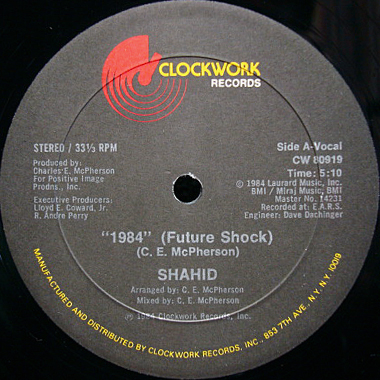 CLOCKWORK
RECORDS
STEREO / 33⅓ RPM
Produced by:
Charles E. McPherson
For Positive Image
Prodns., Inc.
Executive Producers:
Lloyd E. Coward, Jr.
R. Andre Perry
Side A-Vocal
CW 80919
Time: 5:10
© 1984 Laurard Music, Inc.
BMI / Miraj Music, BMI
Master No. 14231
Recorded at: E.A.R.S.
Engineer: Dave Dachinger
"1984" (Future Shock)
(C. E. McPherson)
SHAHID
Arranged by: C. E. McPherson
Mixed by: C. E. McPherson
℗ 1984 Clockwork Records, Inc.
MANUFACTURED AND DISTRIBUTED BY CLOCKWORK RECORDS, INC., 853 7TH AVE., N.Y., N.Y. 10019